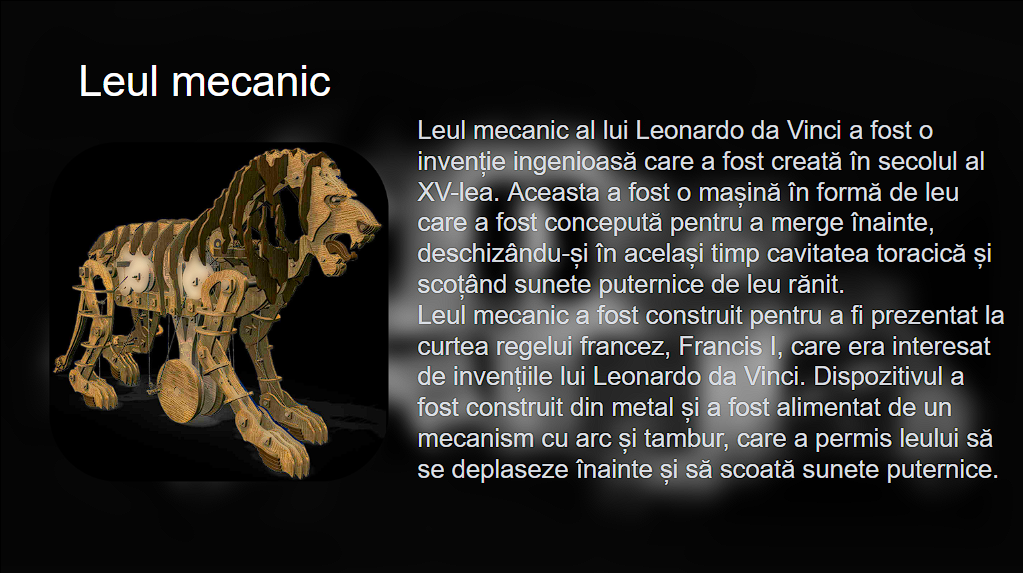 Leul mecanic
Leul mecanic al lui Leonardo da Vinci a fost o
invenție ingenioasă care a fost creată în secolul al
XV-lea. Aceasta a fost o mașină în formă de leu
care a fost concepută pentru a merge înainte,
deschizându-și în același timp cavitatea toracică și
scoțând sunete puternice de leu rănit.
Leul mecanic a fost construit pentru a fi prezentat la
curtea regelui francez, Francis I, care era interesat
de invențiile lui Leonardo da Vinci. Dispozitivul a
fost construit din metal și a fost alimentat de un
mecanism cu arc și tambur, care a permis leului să
se deplaseze înainte și să scoată sunete puternice.